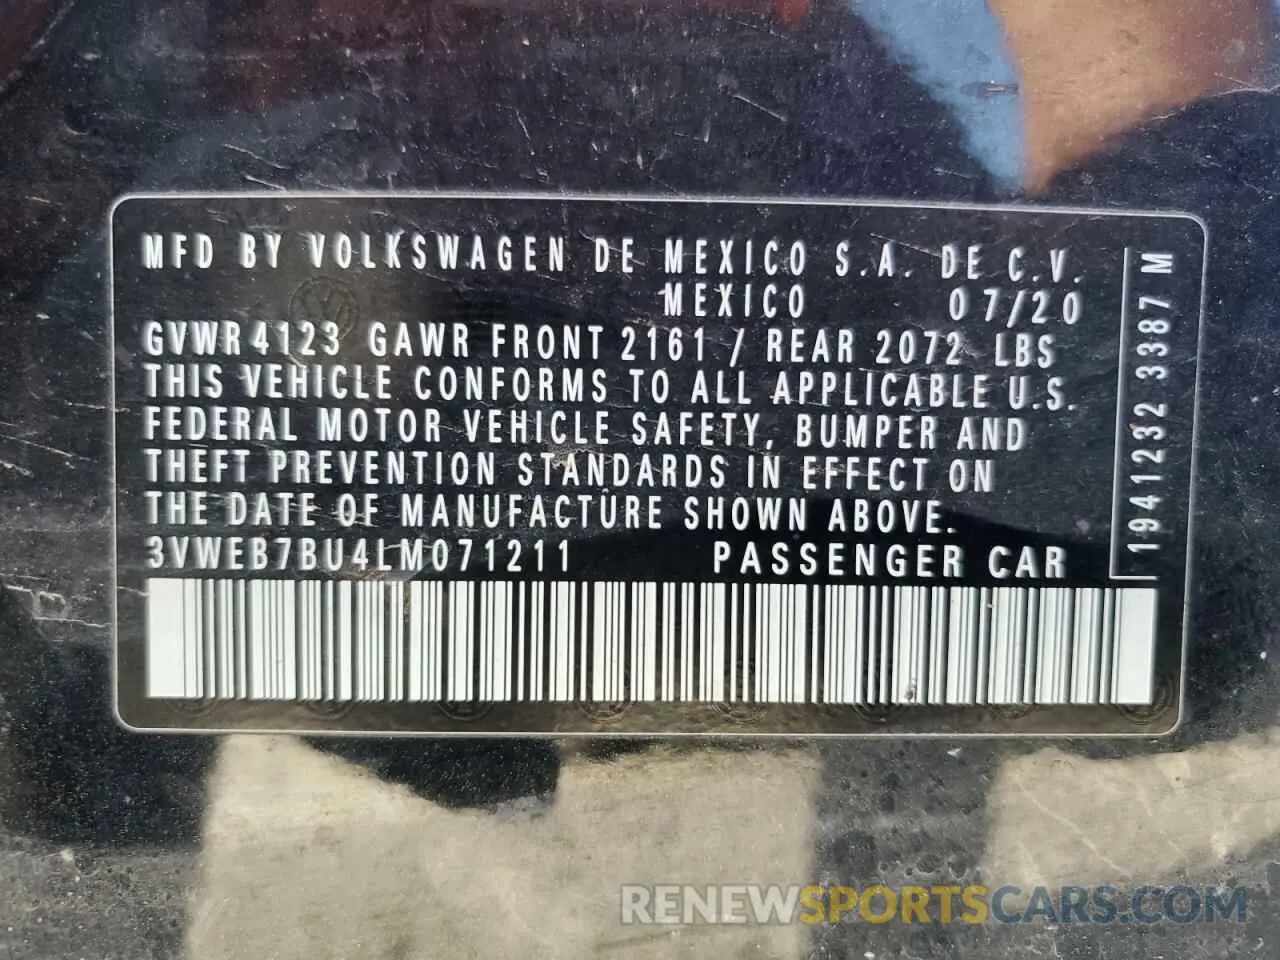 MFD BY VOLKSWAGEN DE MEXICO S.A. DE C.V.
MEXICO 07/20
GVWR 4123 GAWR FRONT 2161 / REAR 2072 LBS
THIS VEHICLE CONFORMS TO ALL APPLICABLE U.S.
FEDERAL MOTOR VEHICLE SAFETY, BUMPER AND
THEFT PREVENTION STANDARDS IN EFFECT ON
THE DATE OF MANUFACTURE SHOWN ABOVE.
3VWEB7BU4LM071211 PASSENGER CAR
1941232 3387 M
RENEWSPORTSCARS.COM